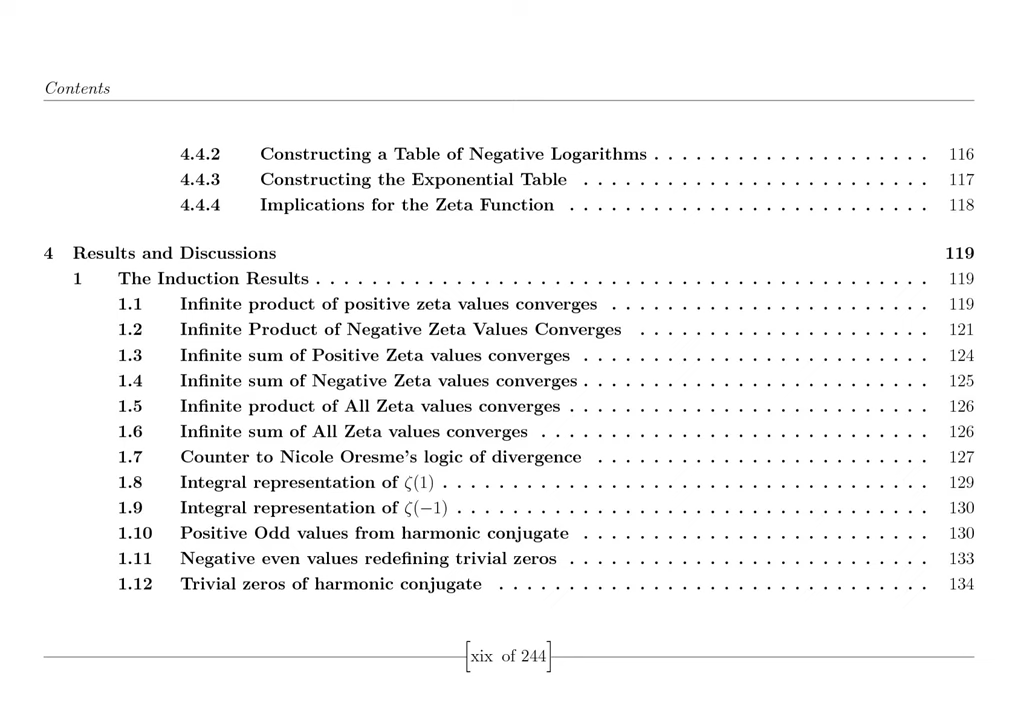 Contents
4.4.2 Constructing a Table of Negative Logarithms . . . . . . . . . . . . . . . . . . . . 116
4.4.3 Constructing the Exponential Table . . . . . . . . . . . . . . . . . . . . . . . . . 117
4.4.4 Implications for the Zeta Function . . . . . . . . . . . . . . . . . . . . . . . . . . 118
4 Results and Discussions 119
1 The Induction Results . . . . . . . . . . . . . . . . . . . . . . . . . . . . . . . . . . . . . . . . . . . . 119
1.1 Infinite product of positive zeta values converges . . . . . . . . . . . . . . . . . . . . . . . 119
1.2 Infinite Product of Negative Zeta Values Converges . . . . . . . . . . . . . . . . . . . . . 121
1.3 Infinite sum of Positive Zeta values converges . . . . . . . . . . . . . . . . . . . . . . . . . 124
1.4 Infinite sum of Negative Zeta values converges . . . . . . . . . . . . . . . . . . . . . . . . . 125
1.5 Infinite product of All Zeta values converges . . . . . . . . . . . . . . . . . . . . . . . . . . 126
1.6 Infinite sum of All Zeta values converges . . . . . . . . . . . . . . . . . . . . . . . . . . . . 126
1.7 Counter to Nicole Oresme's logic of divergence . . . . . . . . . . . . . . . . . . . . . . . . 127
1.8 Integral representation of ζ(1) . . . . . . . . . . . . . . . . . . . . . . . . . . . . . . . . . . . 129
1.9 Integral representation of ζ(−1) . . . . . . . . . . . . . . . . . . . . . . . . . . . . . . . . . . 130
1.10 Positive Odd values from harmonic conjugate . . . . . . . . . . . . . . . . . . . . . . . . . 130
1.11 Negative even values redefining trivial zeros . . . . . . . . . . . . . . . . . . . . . . . . . . 133
1.12 Trivial zeros of harmonic conjugate . . . . . . . . . . . . . . . . . . . . . . . . . . . . . . . 134
[xix of 244]